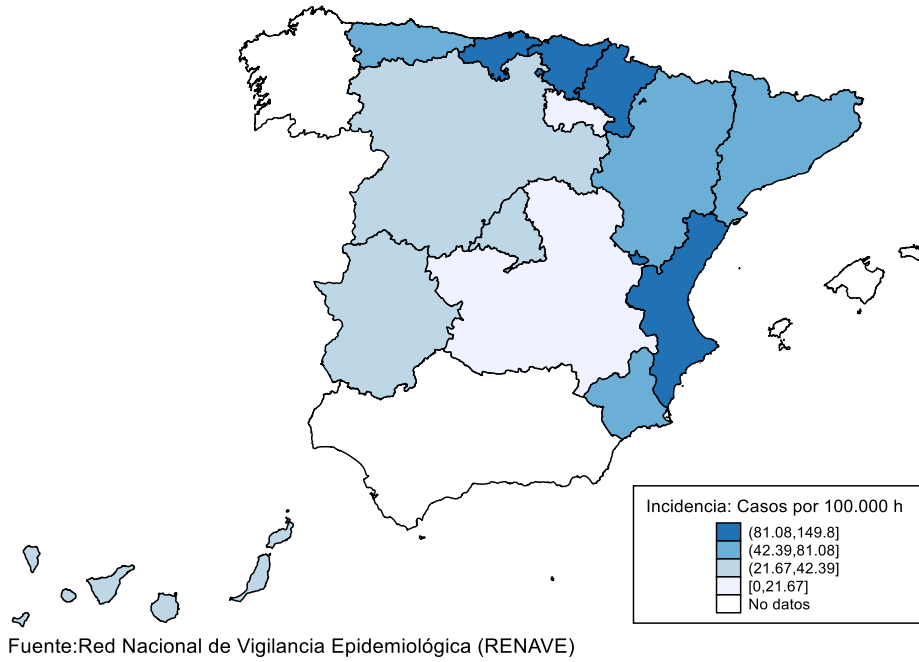 Incidencia: Casos por 100.000 h
(81.08,149.8]
(42.39,81.08]
(21.67,42.39]
[0,21.67]
No datos
Fuente:Red Nacional de Vigilancia Epidemiológica (RENAVE)